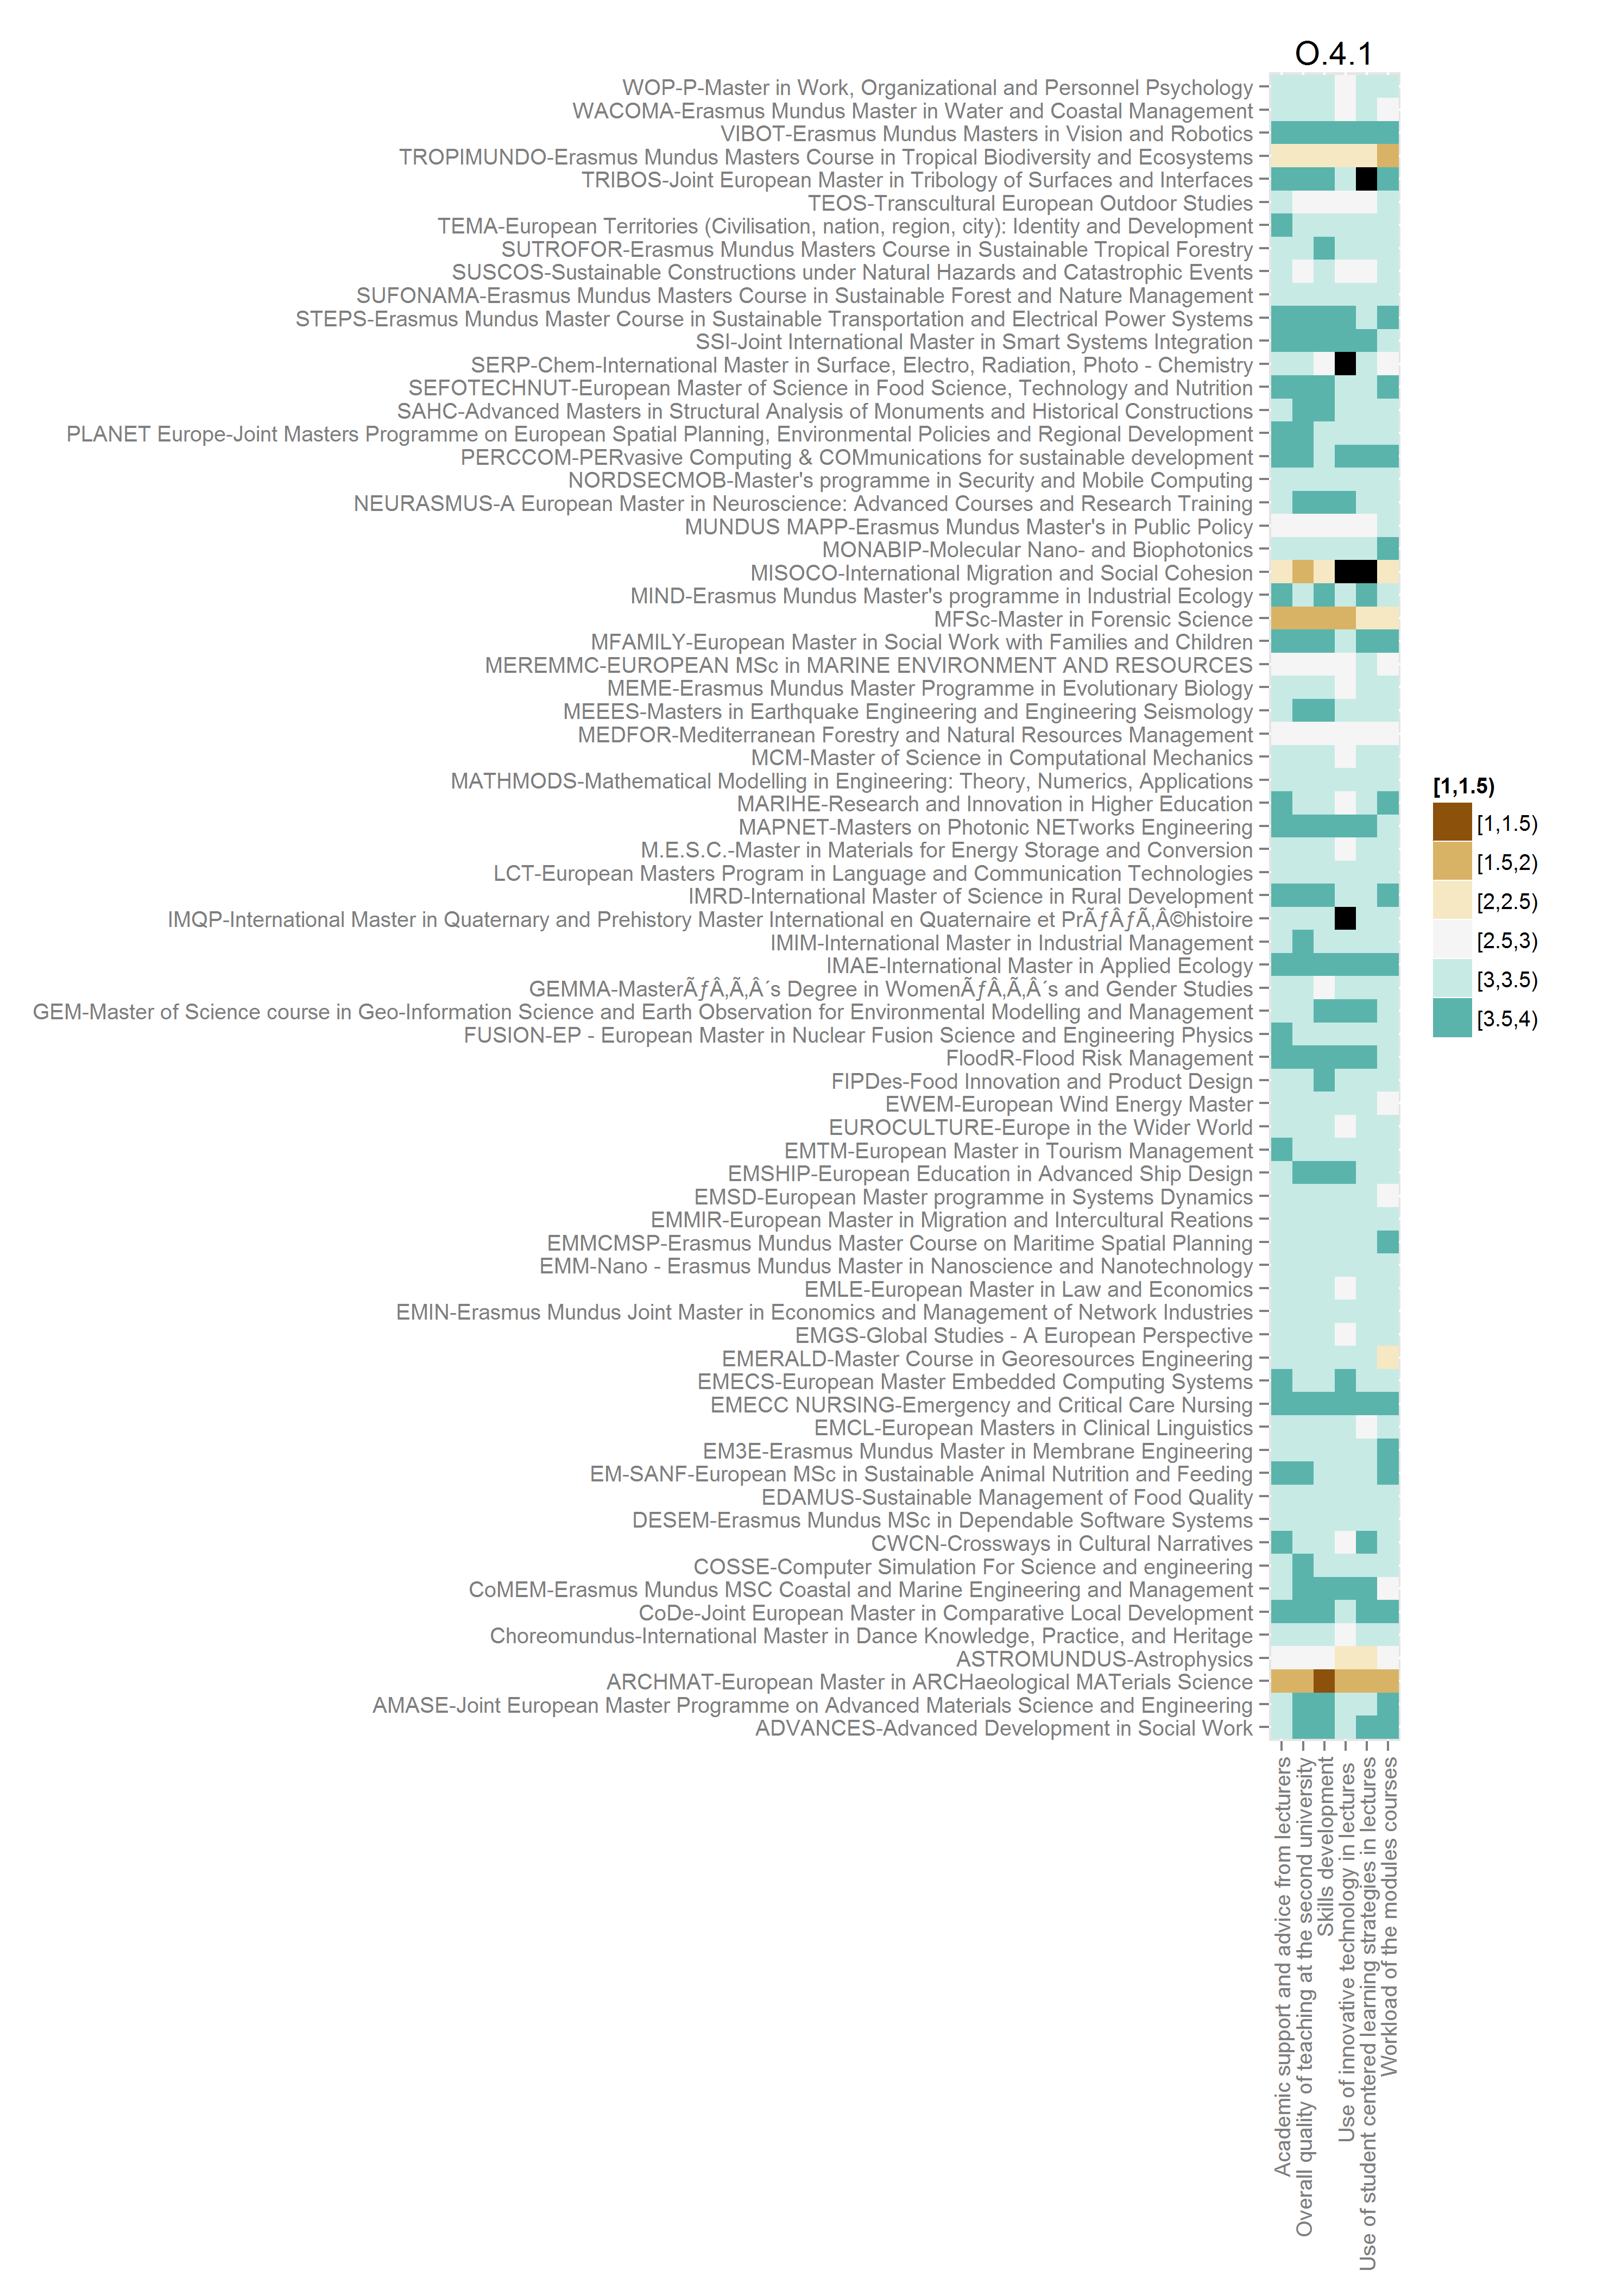 O.4.1
WOP-P-Master in Work, Organizational and Personnel Psychology
WACOMA-Erasmus Mundus Master in Water and Coastal Management
VIBOT-Erasmus Mundus Masters in Vision and Robotics
TROPIMUNDO-Erasmus Mundus Masters Course in Tropical Biodiversity and Ecosystems
TRIBOS-Joint European Master in Tribology of Surfaces and Interfaces
TEOS-Transcultural European Outdoor Studies
TEMA-European Territories (Civilisation, nation, region, city): Identity and Development
SUTROFOR-Erasmus Mundus Masters Course in Sustainable Tropical Forestry
SUSCOS-Sustainable Constructions under Natural Hazards and Catastrophic Events
SUFONAMA-Erasmus Mundus Masters Course in Sustainable Forest and Nature Management
STEPS-Erasmus Mundus Master Course in Sustainable Transportation and Electrical Power Systems
SSI-Joint International Master in Smart Systems Integration
SERP-Chem-International Master in Surface, Electro, Radiation, Photo - Chemistry
SEFOTECHNUT-European Master of Science in Food Science, Technology and Nutrition
SAHC-Advanced Masters in Structural Analysis of Monuments and Historical Constructions
PLANET Europe-Joint Masters Programme on European Spatial Planning, Environmental Policies and Regional Development
PERCCOM-PERvasive Computing & COMmunications for sustainable development
NORDSECMOB-Master's programme in Security and Mobile Computing
NEURASMUS-A European Master in Neuroscience: Advanced Courses and Research Training
MUNDUS MAPP-Erasmus Mundus Master's in Public Policy
MONABIP-Molecular Nano- and Biophotonics
MISOCO-International Migration and Social Cohesion
MIND-Erasmus Mundus Master's programme in Industrial Ecology
MFSc-Master in Forensic Science
MFAMILY-European Master in Social Work with Families and Children
MEREMMC-EUROPEAN MSc in MARINE ENVIRONMENT AND RESOURCES
MEME-Erasmus Mundus Master Programme in Evolutionary Biology
MEEES-Masters in Earthquake Engineering and Engineering Seismology
MEDFOR-Mediterranean Forestry and Natural Resources Management
MCM-Master of Science in Computational Mechanics
MATHMODS-Mathematical Modelling in Engineering: Theory, Numerics, Applications
MARIHE-Research and Innovation in Higher Education
MAPNET-Masters on Photonic NETworks Engineering
M.E.S.C.-Master in Materials for Energy Storage and Conversion
LCT-European Masters Program in Language and Communication Technologies
IMRD-International Master of Science in Rural Development
IMQP-International Master in Quaternary and Prehistory Master International en Quaternaire et PrÃƒÂƒÃ‚Â©histoire
IMIM-International Master in Industrial Management
IMAE-International Master in Applied Ecology
GEMMA-MasterÃƒÂ‚Ã‚Â´s Degree in WomenÃƒÂ‚Ã‚Â´s and Gender Studies
GEM-Master of Science course in Geo-Information Science and Earth Observation for Environmental Modelling and Management
FUSION-EP - European Master in Nuclear Fusion Science and Engineering Physics
FloodR-Flood Risk Management
FIPDes-Food Innovation and Product Design
EWEM-European Wind Energy Master
EUROCULTURE-Europe in the Wider World
EMTM-European Master in Tourism Management
EMSHIP-European Education in Advanced Ship Design
EMSD-European Master programme in Systems Dynamics
EMMIR-European Master in Migration and Intercultural Reations
EMMCMSP-Erasmus Mundus Master Course on Maritime Spatial Planning
EMM-Nano - Erasmus Mundus Master in Nanoscience and Nanotechnology
EMLE-European Master in Law and Economics
EMIN-Erasmus Mundus Joint Master in Economics and Management of Network Industries
EMGS-Global Studies - A European Perspective
EMERALD-Master Course in Georesources Engineering
EMECS-European Master Embedded Computing Systems
EMECC NURSING-Emergency and Critical Care Nursing
EMCL-European Masters in Clinical Linguistics
EM3E-Erasmus Mundus Master in Membrane Engineering
EM-SANF-European MSc in Sustainable Animal Nutrition and Feeding
EDAMUS-Sustainable Management of Food Quality
DESEM-Erasmus Mundus MSc in Dependable Software Systems
CWCN-Crossways in Cultural Narratives
COSSE-Computer Simulation For Science and engineering
CoMEM-Erasmus Mundus MSC Coastal and Marine Engineering and Management
CoDe-Joint European Master in Comparative Local Development
Choreomundus-International Master in Dance Knowledge, Practice, and Heritage
ASTROMUNDUS-Astrophysics
ARCHMAT-European Master in ARCHaeological MATerials Science
AMASE-Joint European Master Programme on Advanced Materials Science and Engineering
ADVANCES-Advanced Development in Social Work
Academic support and advice from lecturers
Overall quality of teaching at the second university
Skills development
Use of innovative technology in lectures
Use of student centered learning strategies in lectures
Workload of the modules courses
[1,1.5)
[1,1.5)
[1.5,2)
[2,2.5)
[2.5,3)
[3,3.5)
[3.5,4)